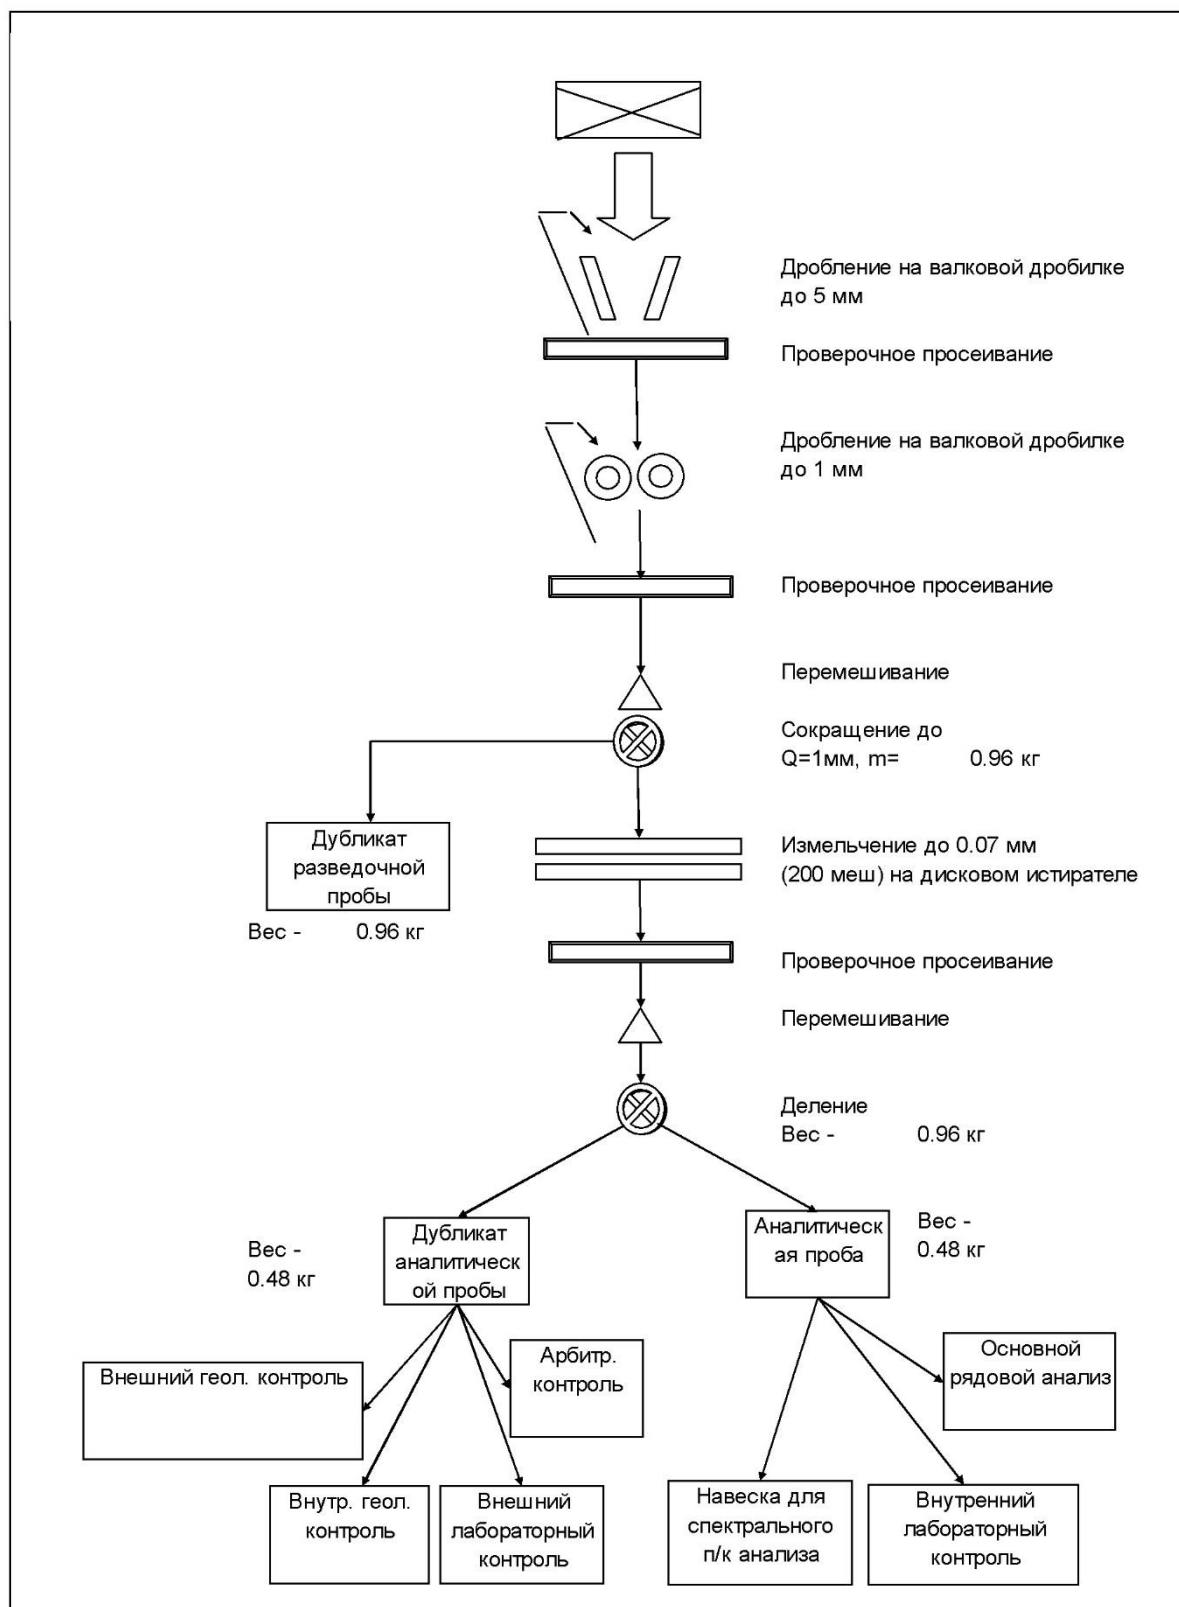 Дробление на валковой дробилке
до 5 мм
Проверочное просеивание
Дробление на валковой дробилке
до 1 мм
Проверочное просеивание
Перемешивание
Сокращение до
Q=1мм, m= 0.96 кг
Дубликат
разведочной
пробы
Вес - 0.96 кг
Измельчение до 0.07 мм
(200 меш) на дисковом истирателе
Проверочное просеивание
Перемешивание
Деление
Вес - 0.96 кг
Вес -
0.48 кг
Дубликат
аналитическ
ой пробы
Аналитическ
ая проба
Вес -
0.48 кг
Внешний геол. контроль
Арбитр.
контроль
Основной
рядовой анализ
Внутр. геол.
контроль
Внешний
лабораторный
контроль
Навеска для
спектрального
п/к анализа
Внутренний
лабораторный
контроль